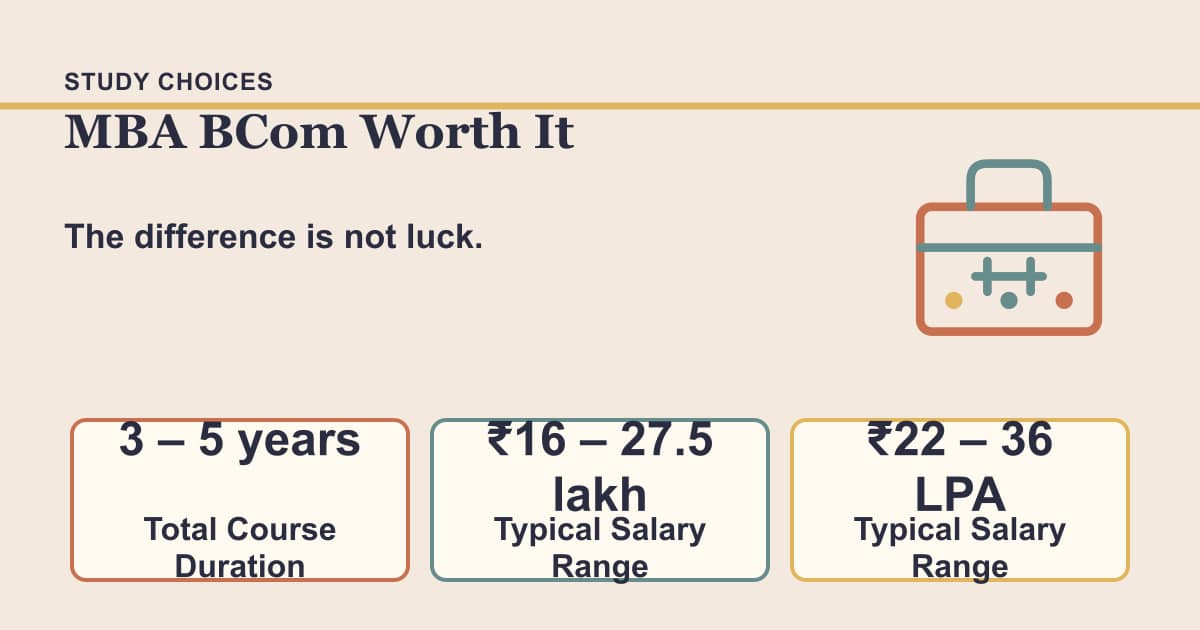 STUDY CHOICES
MBA BCom Worth It
The difference is not luck.
3 – 5 years
Total Course
Duration
₹16 – 27.5
lakh
Typical Salary
Range
₹22 – 36
LPA
Typical Salary
Range